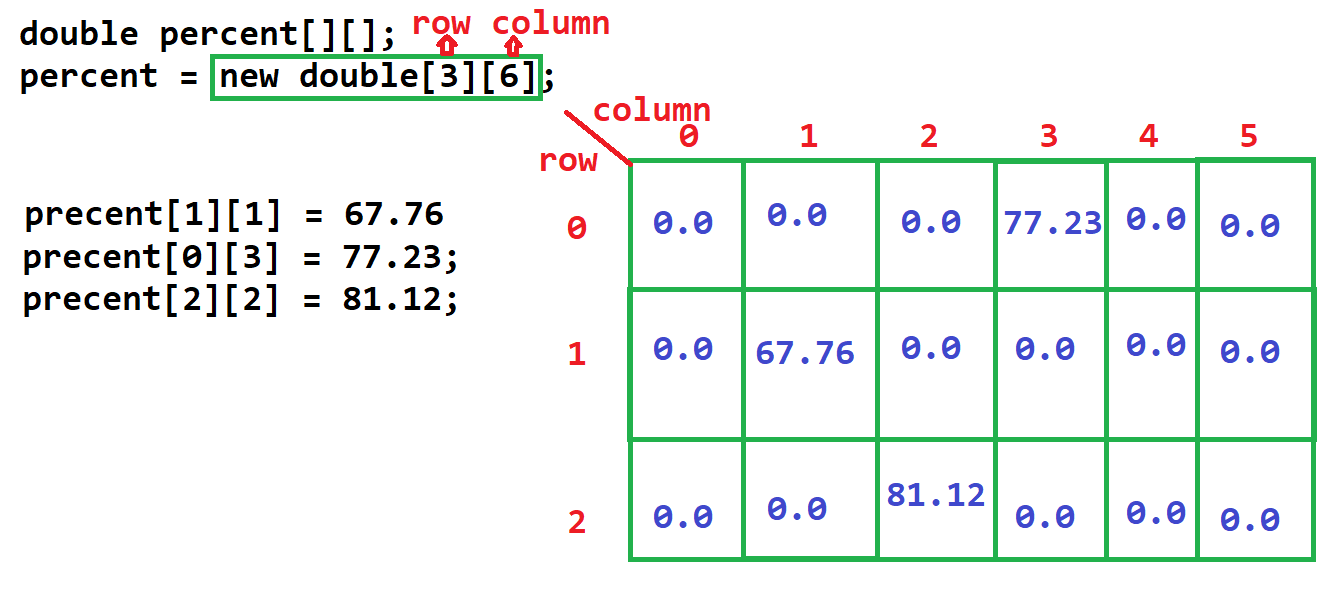 double percent[][]; row column
percent = new double[3][6];
column
0 1 2 3 4 5
row
precent[1][1] = 67.76
precent[0][3] = 77.23;
precent[2][2] = 81.12;
0 0.0 0.0 0.0 77.23 0.0 0.0
1 0.0 67.76 0.0 0.0 0.0 0.0
2 0.0 0.0 81.12 0.0 0.0 0.0